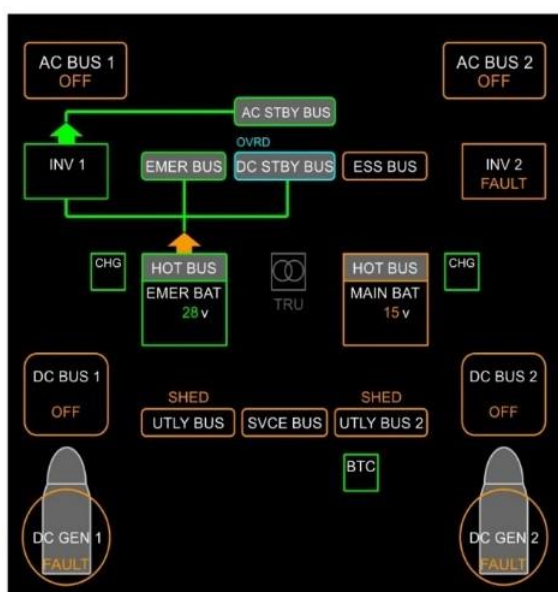 AC BUS 1
OFF
AC BUS 2
OFF
AC STBY BUS
INV 1
OVRD
EMER BUS
DC STBY BUS
ESS BUS
INV 2
FAULT
CHG
HOT BUS
EMER BAT
28 v
TRU
HOT BUS
MAIN BAT
15 v
CHG
DC BUS 1
OFF
SHED
UTLY BUS
SVCE BUS
SHED
UTLY BUS 2
DC BUS 2
OFF
BTC
DC GEN 1
FAULT
DC GEN 2
FAULT